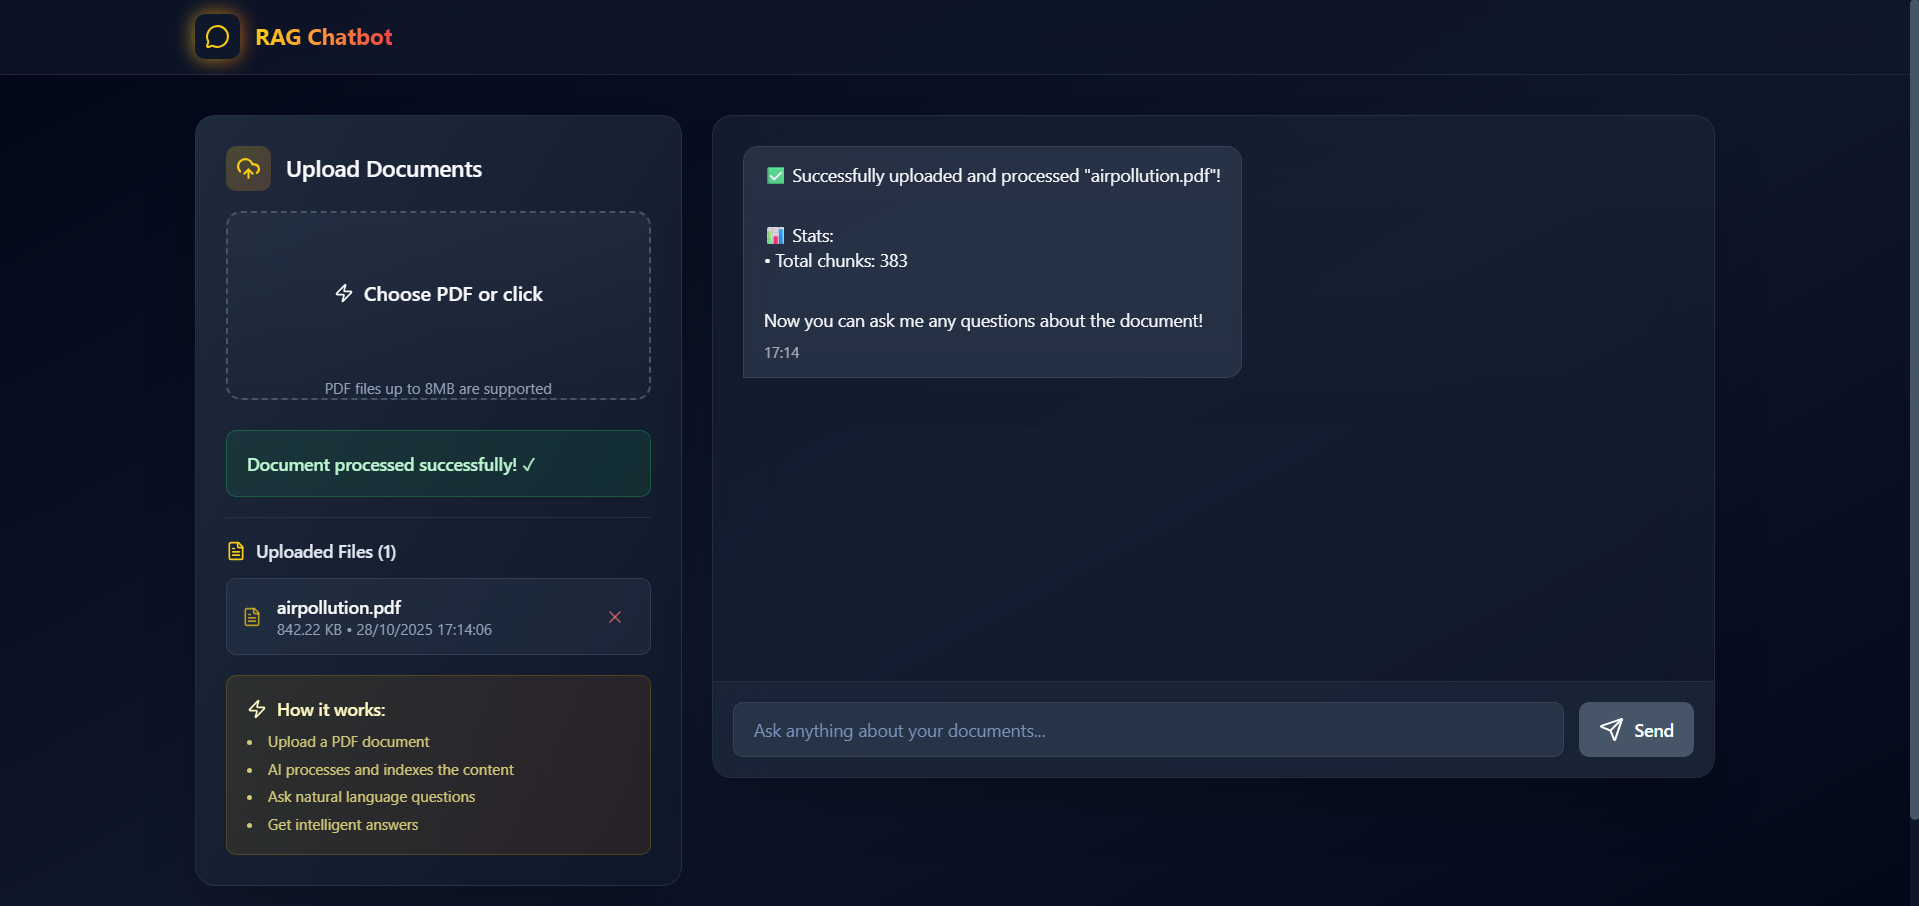 RAG Chatbot
Upload Documents
Choose PDF or click
PDF files up to 8MB are supported
Document processed successfully! ✓
Uploaded Files (1)
airpollution.pdf
842.22 KB • 28/10/2025 17:14:06
How it works:
• Upload a PDF document
• AI processes and indexes the content
• Ask natural language questions
• Get intelligent answers
✅ Successfully uploaded and processed "airpollution.pdf"!
📊 Stats:
• Total chunks: 383
Now you can ask me any questions about the document!
17:14
Ask anything about your documents...
Send